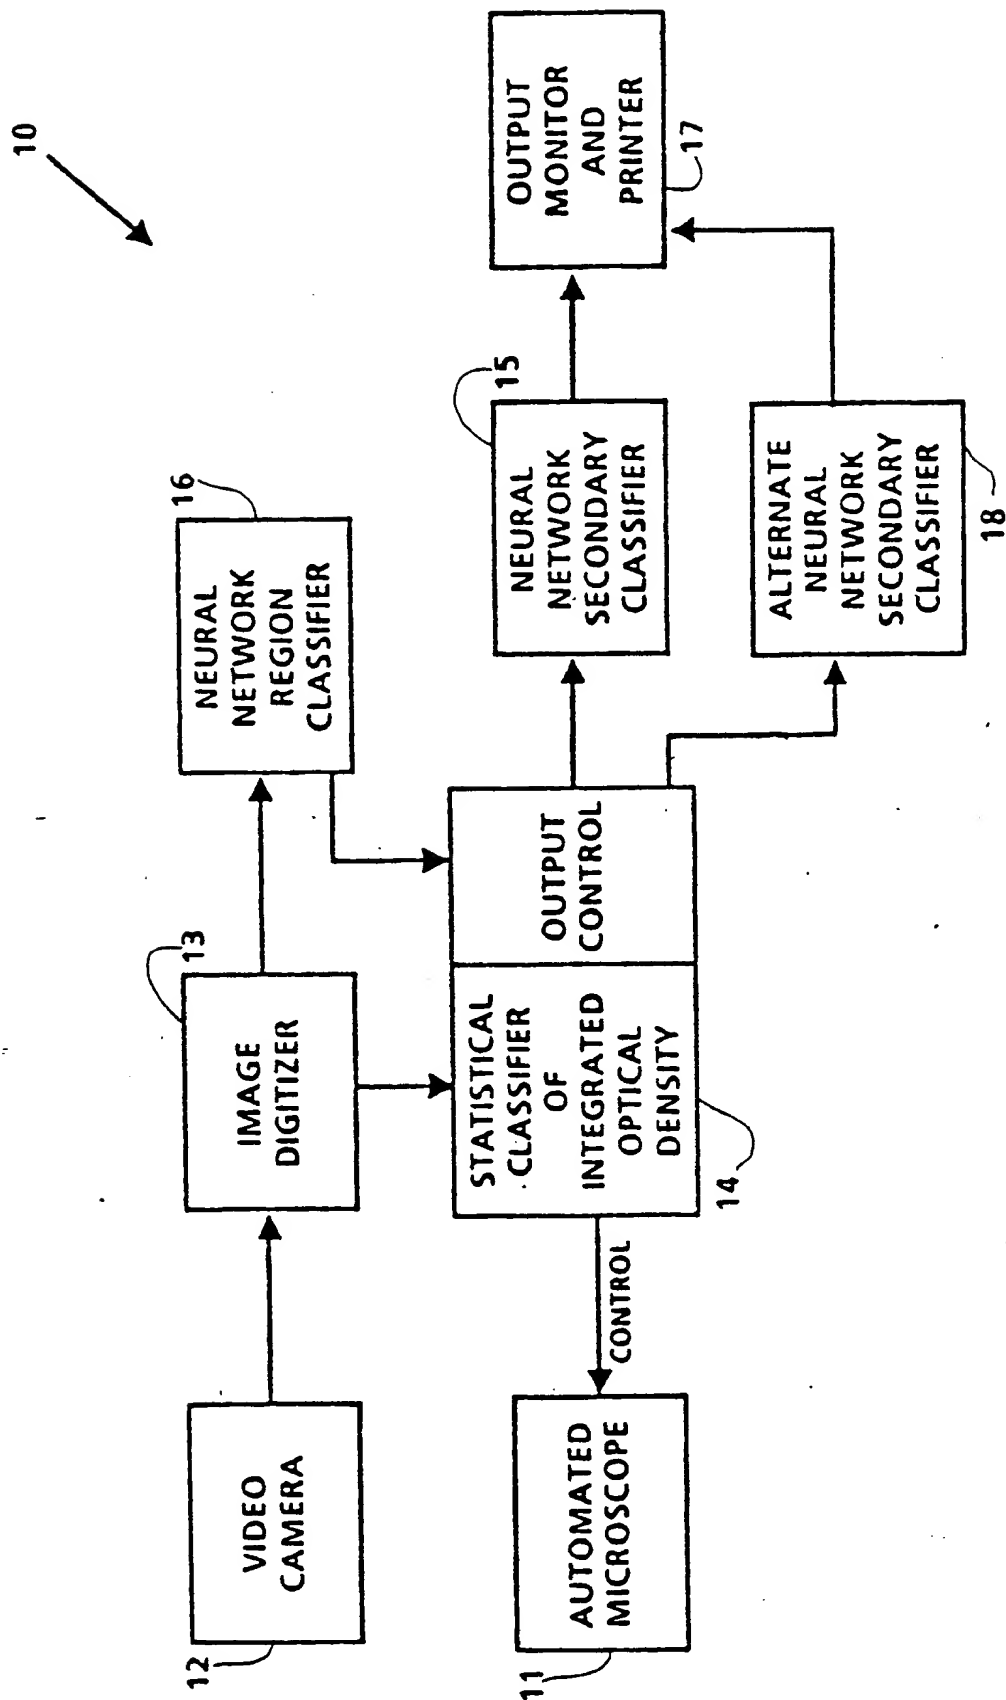 10
12
VIDEO
CAMERA
13
IMAGE
DIGITIZER
16
NEURAL
NETWORK
REGION
CLASSIFIER
11
AUTOMATED
MICROSCOPE
CONTROL
14
STATISTICAL
CLASSIFIER
OF
INTEGRATED
OPTICAL
DENSITY
OUTPUT
CONTROL
15
NEURAL
NETWORK
SECONDARY
CLASSIFIER
OUTPUT
MONITOR
AND
PRINTER
17
ALTERNATE
NEURAL
NETWORK
SECONDARY
CLASSIFIER
18